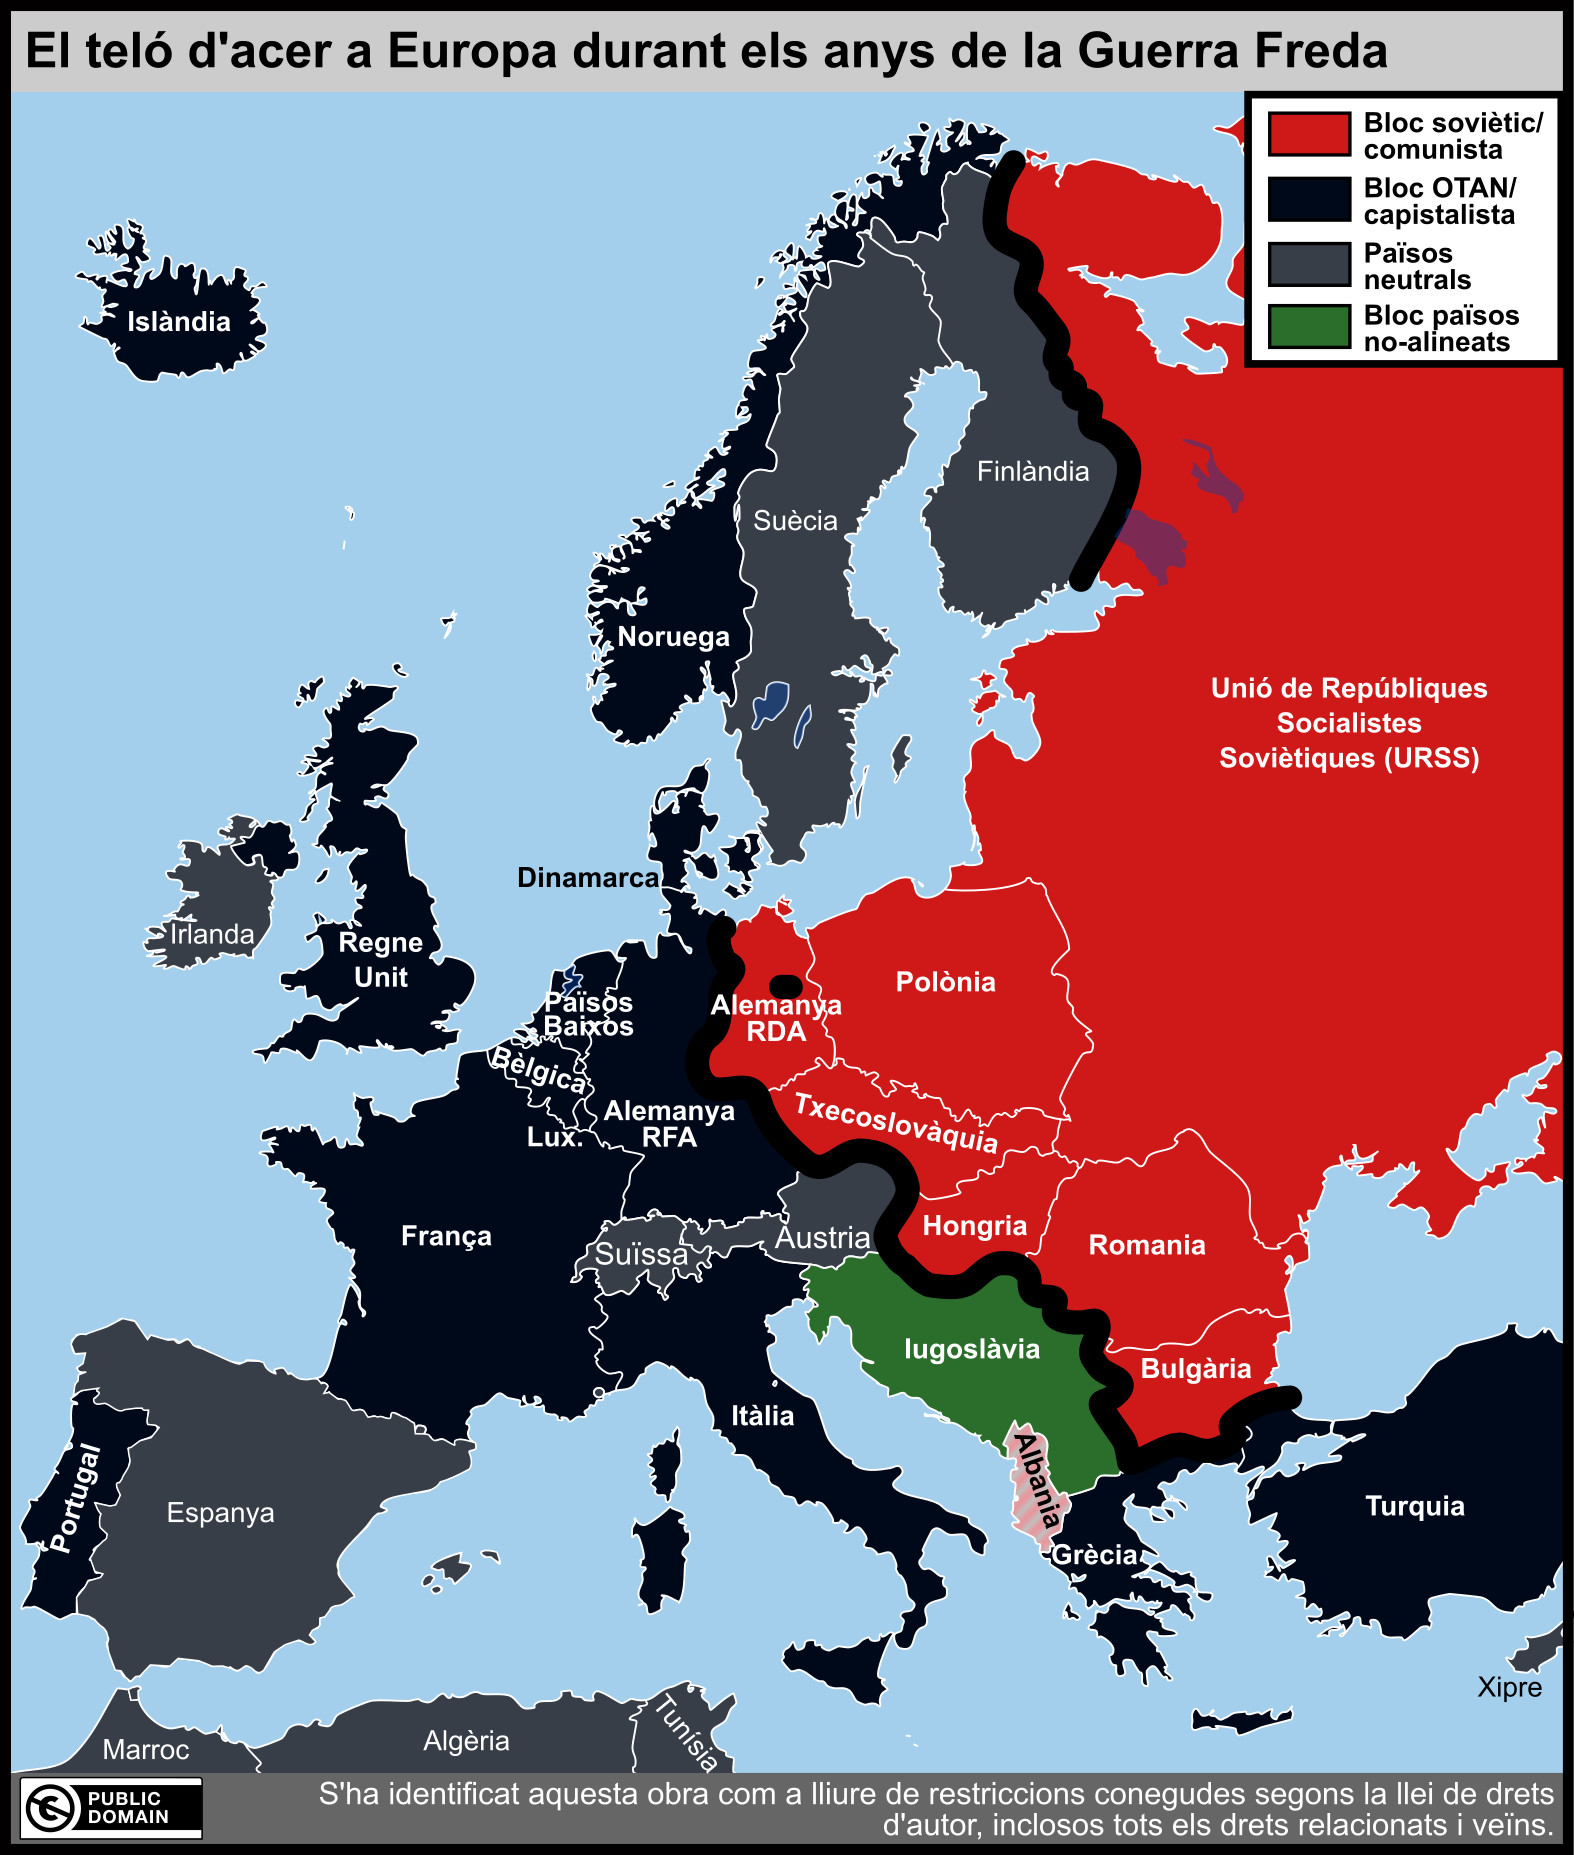 El teló d'acer a Europa durant els anys de la Guerra Freda
Bloc soviètic/
comunista
Bloc OTAN/
capistalista
Països
neutrals
Bloc països
no-alineats
Islàndia
Finlàndia
Suècia
Noruega
Unió de Repúbliques
Socialistes
Soviètiques (URSS)
Dinamarca
Irlanda
Regne
Unit
Polònia
Països
Baixos
Alemanya
RDA
Bèlgica
Alemanya
RFA
Lux.
Txecoslovàquia
França
Suïssa
Austria
Hongria
Romania
Iugoslàvia
Bulgària
Itàlia
Albania
Portugal
Espanya
Turquia
Grècia
Xipre
Marroc
Algèria
Tunísia
PUBLIC
DOMAIN
S'ha identificat aquesta obra com a lliure de restriccions conegudes segons la llei de drets
d'autor, inclosos tots els drets relacionats i veïns.